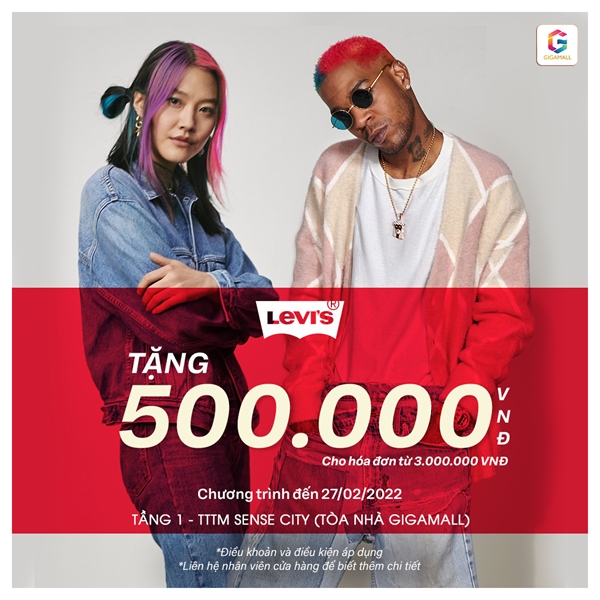 G
GIGAMALL
LEVI'S®
TẶNG
500.000 VNĐ
Cho hóa đơn từ 3.000.000 VNĐ
Chương trình đến 27/02/2022
TẦNG 1 - TTTM SENSE CITY (TÒA NHÀ GIGAMALL)
*Điều khoản và điều kiện áp dụng
*Liên hệ nhân viên cửa hàng để biết thêm chi tiết